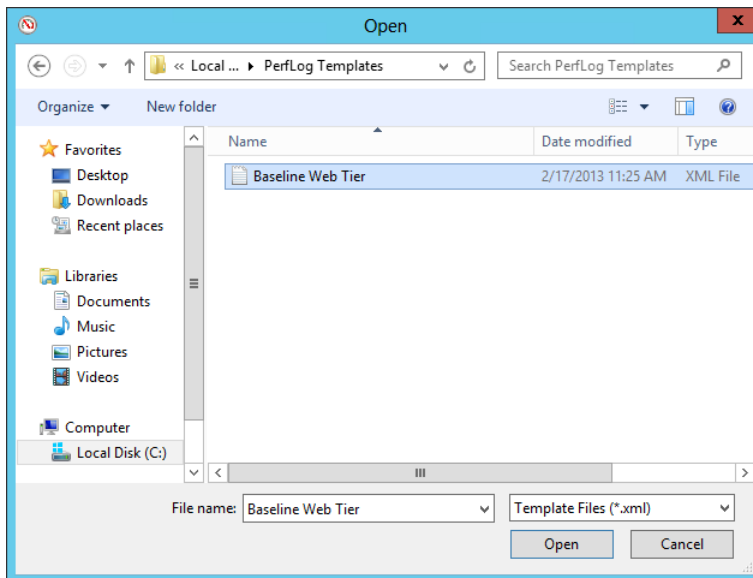 Open
x
« Local ... PerfLog Templates
Search PerfLog Templates
Organize New folder
Name Date modified Type
Baseline Web Tier 2/17/2013 11:25 AM XML File
Favorites
Desktop
Downloads
Recent places
Libraries
Documents
Music
Pictures
Videos
Computer
Local Disk (C:)
File name: Baseline Web Tier Template Files (*.xml)
Open Cancel